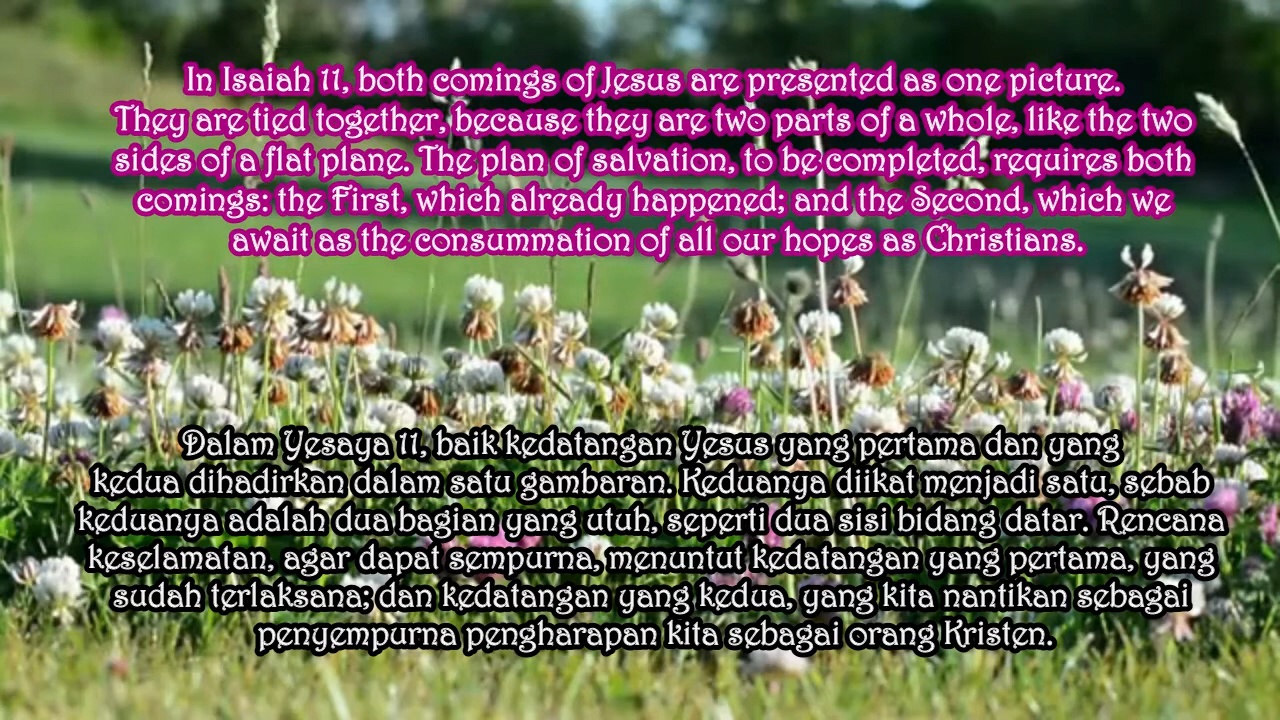 In Isaiah 11, both comings of Jesus are presented as one picture.
They are tied together, because they are two parts of a whole, like the two
sides of a flat plane. The plan of salvation, to be completed, requires both
comings: the First, which already happened; and the Second, which we
await as the consummation of all our hopes as Christians.
Dalam Yesaya 11, baik kedatangan Yesus yang pertama dan yang
kedua dihadirkan dalam satu gambaran. Keduanya diikat menjadi satu, sebab
keduanya adalah dua bagian yang utuh, seperti dua sisi bidang datar. Rencana
keselamatan, agar dapat sempurna, menuntut kedatangan yang pertama, yang
sudah terlaksana; dan kedatangan yang kedua, yang kita nantikan sebagai
penyempurna pengharapan kita sebagai orang Kristen.